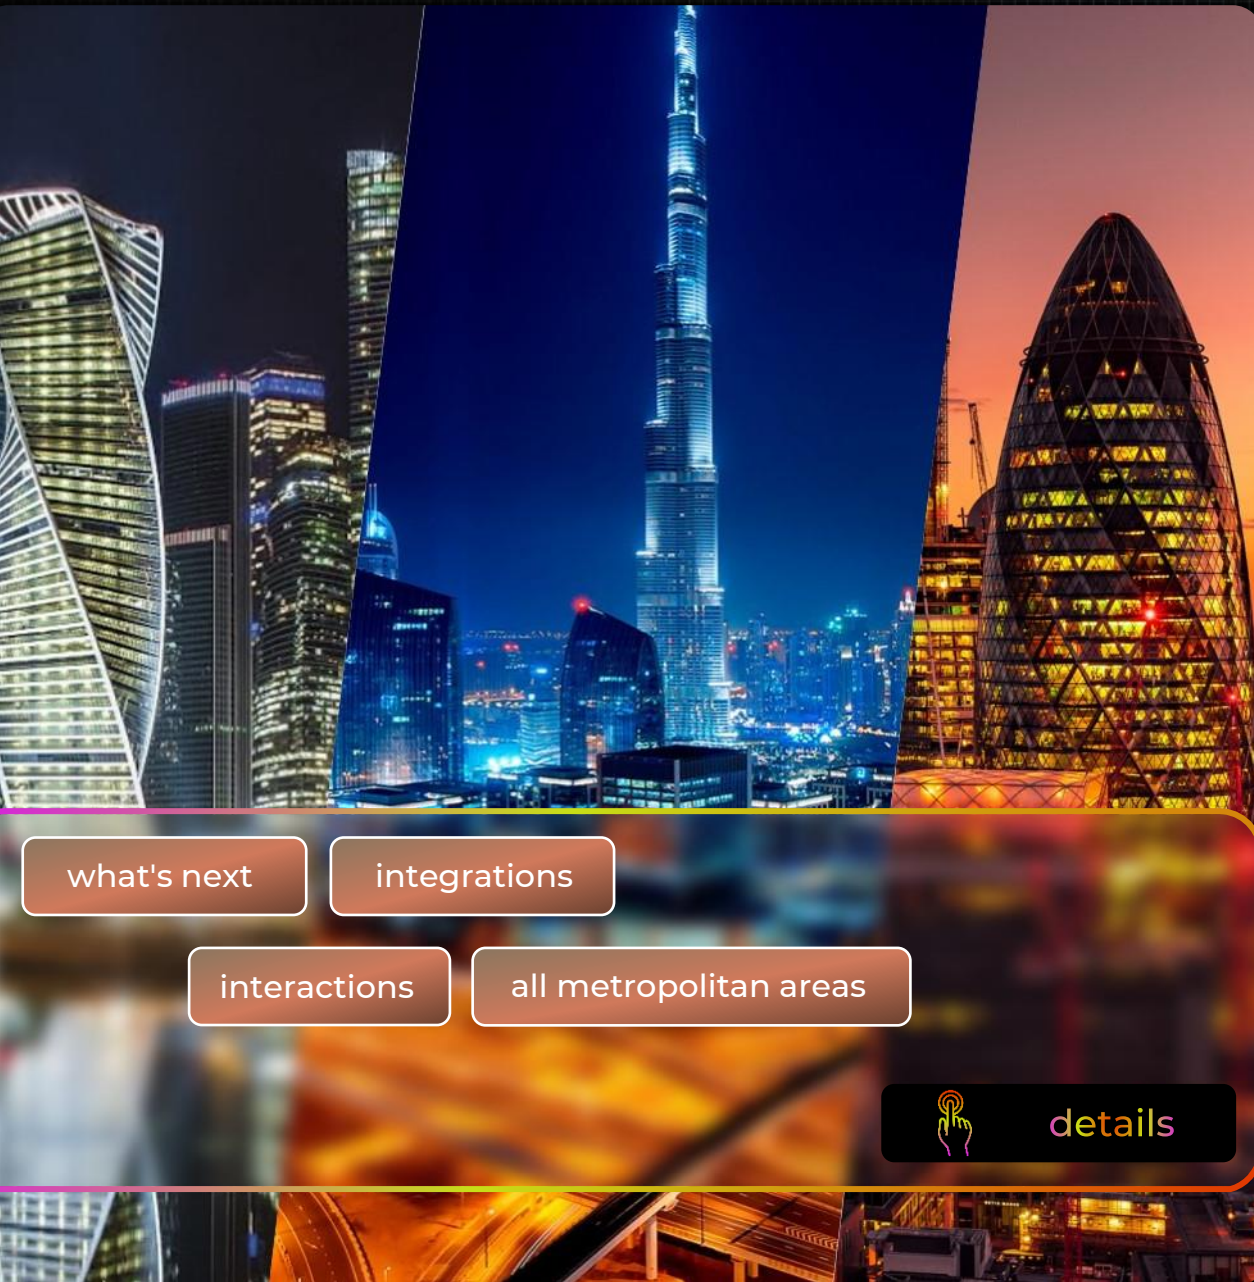 what's next
integrations
interactions
all metropolitan areas
details